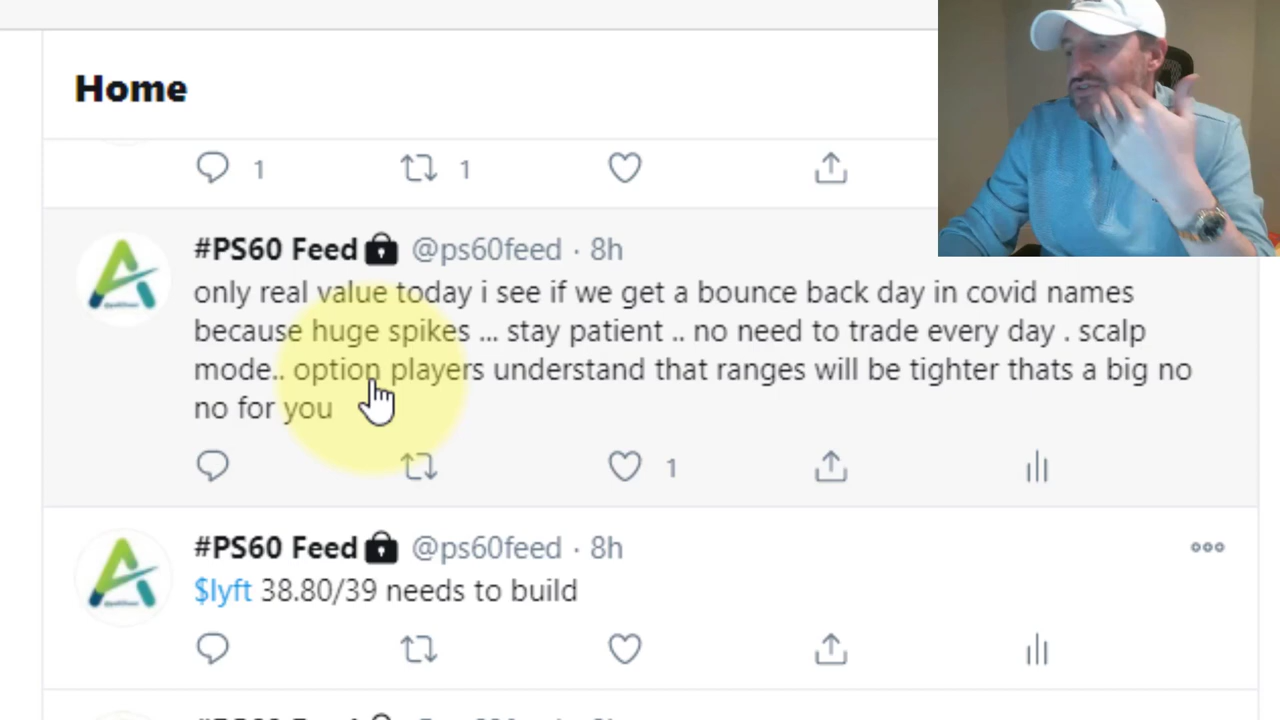 Home
1 1
#PS60 Feed @ps60feed · 8h
only real value today i see if we get a bounce back day in covid names
because huge spikes ... stay patient .. no need to trade every day . scalp
mode.. option players understand that ranges will be tighter thats a big no
no for you
1
#PS60 Feed @ps60feed · 8h
$lyft 38.80/39 needs to build